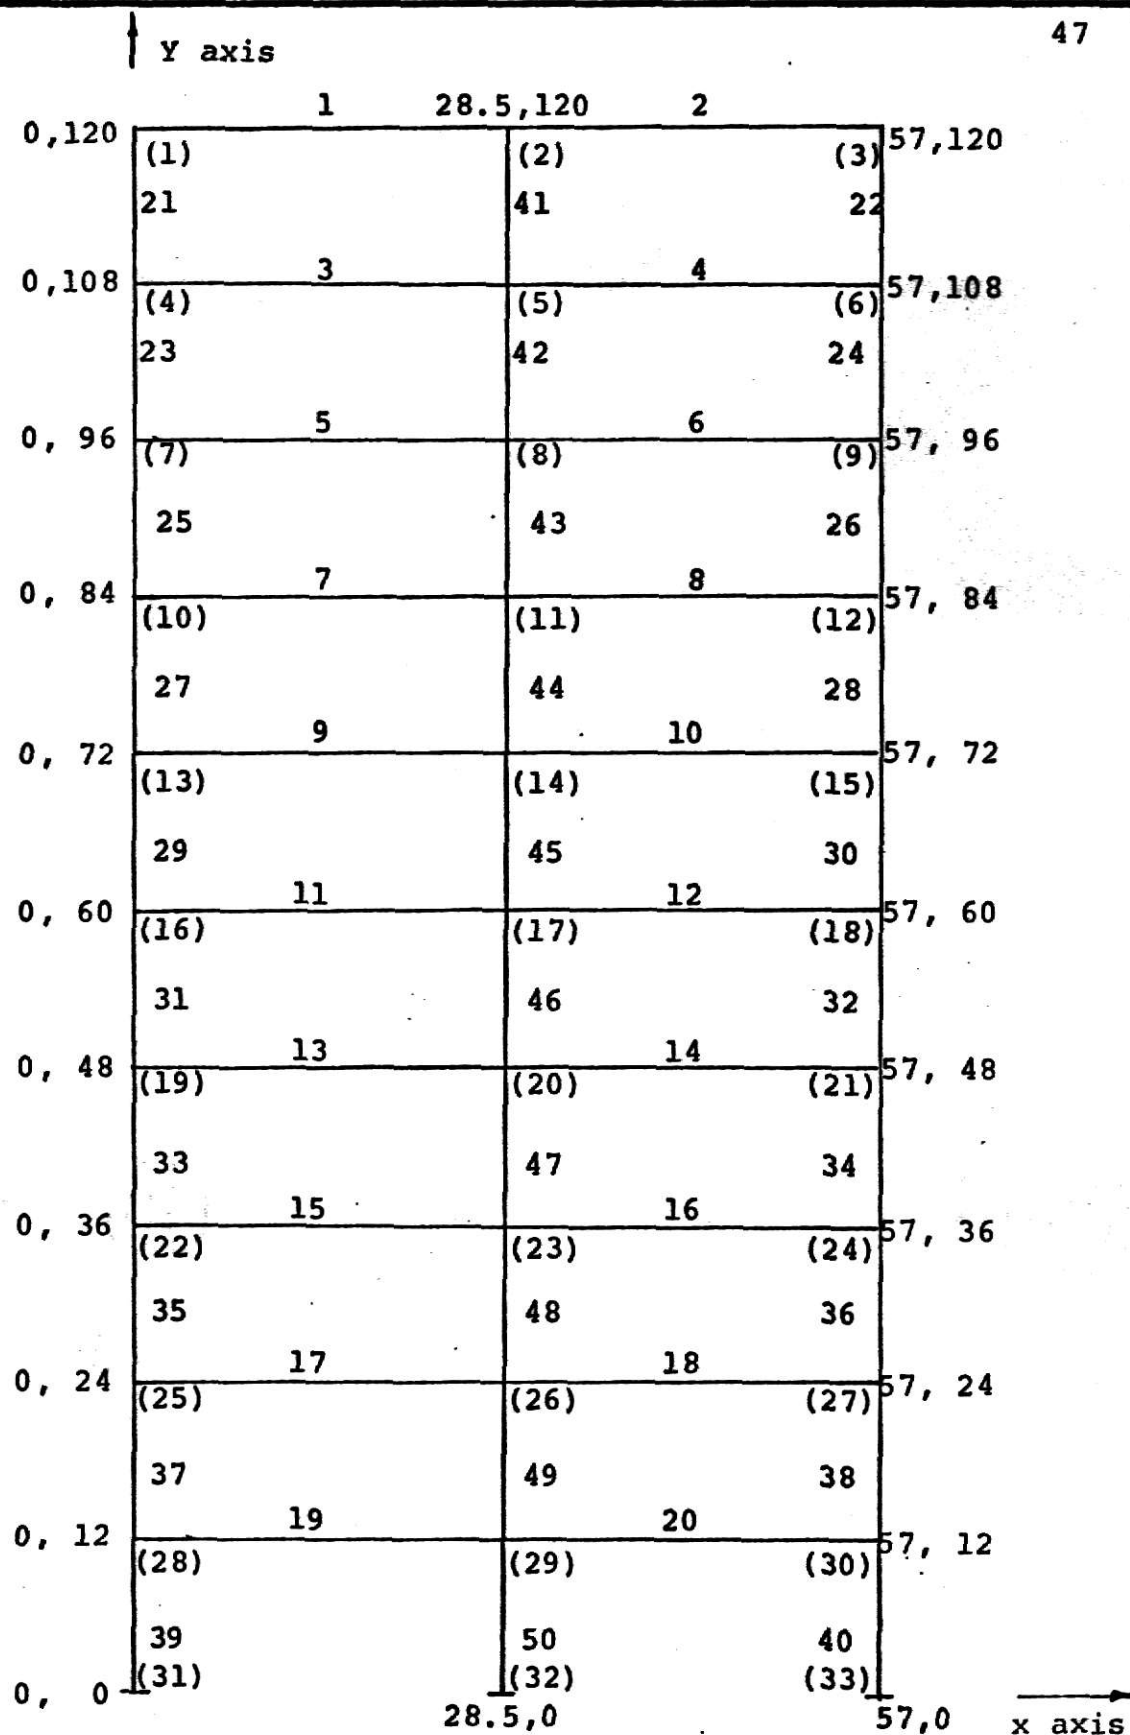 47
Y axis
1 28.5,120 2
0,120 57,120
(1) (2) (3)
21 41 22
3 4
0,108 57,108
(4) (5) (6)
23 42 24
5 6
0, 96 57, 96
(7) (8) (9)
25 43 26
7 8
0, 84 57, 84
(10) (11) (12)
27 44 28
9 10
0, 72 57, 72
(13) (14) (15)
29 45 30
11 12
0, 60 57, 60
(16) (17) (18)
31 46 32
13 14
0, 48 57, 48
(19) (20) (21)
33 47 34
15 16
0, 36 57, 36
(22) (23) (24)
35 48 36
17 18
0, 24 57, 24
(25) (26) (27)
37 49 38
19 20
0, 12 57, 12
(28) (29) (30)
39 50 40
(31) (32) (33)
0, 0
28.5,0 57,0 x axis